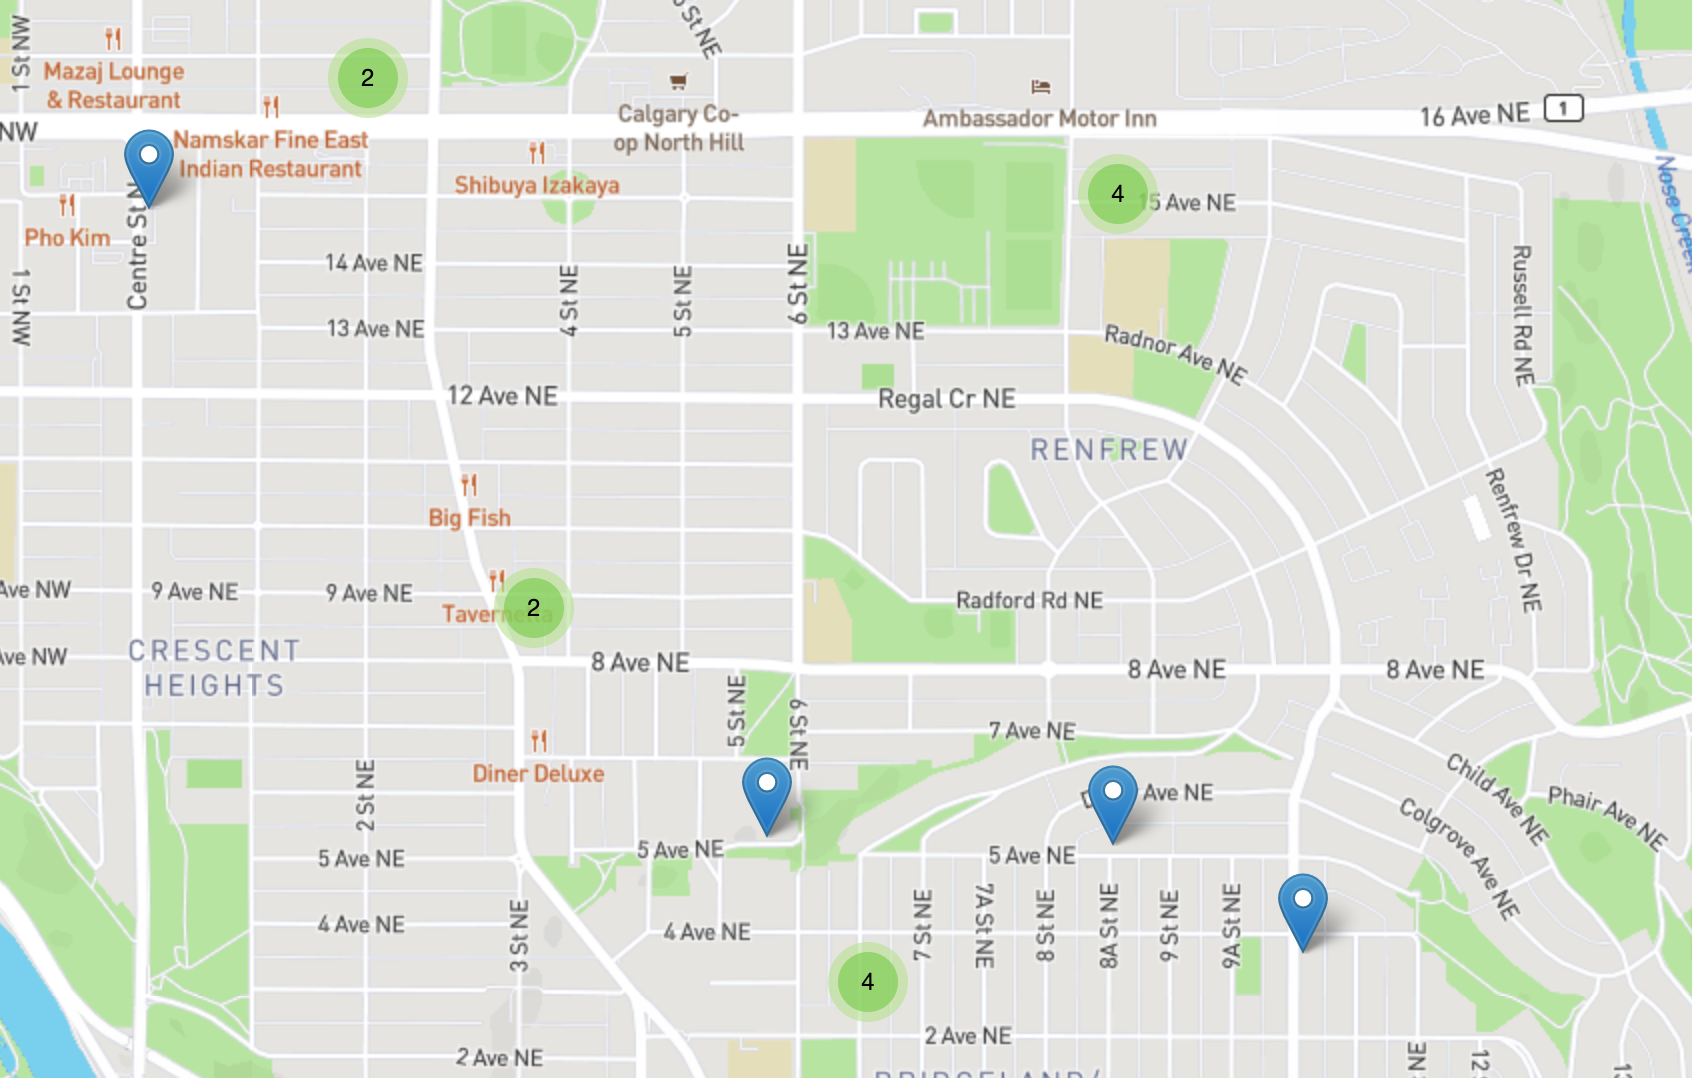 1 St NW
Mazaj Lounge
& Restaurant
2
5 St NE
Calgary Co-
op North Hill
Ambassador Motor Inn
16 Ave NE
1
NW
Namskar Fine East
Indian Restaurant
Shibuya Izakaya
4
15 Ave NE
Nose Creek
Pho Kim
Centre St N
1 St NW
14 Ave NE
4 St NE
5 St NE
6 St NE
13 Ave NE
13 Ave NE
Radnor Ave NE
Russell Rd NE
12 Ave NE
Regal Cr NE
RENFREW
Big Fish
Renfrew Dr NE
Ave NW
9 Ave NE
9 Ave NE
2
Radford Rd NE
Ave NW
CRESCENT
HEIGHTS
8 Ave NE
8 Ave NE
8 Ave NE
5 St NE
6 St NE
7 Ave NE
Diner Deluxe
2 St NE
Ave NE
Child Ave NE
Phair Ave NE
Colgrove Ave NE
5 Ave NE
5 Ave NE
5 Ave NE
4 Ave NE
3 St NE
4 Ave NE
7 St NE
7A St NE
8 St NE
8A St NE
9 St NE
9A St NE
4
2 Ave NE
2 Ave NE
NE
12
13
BRIDGELAND/